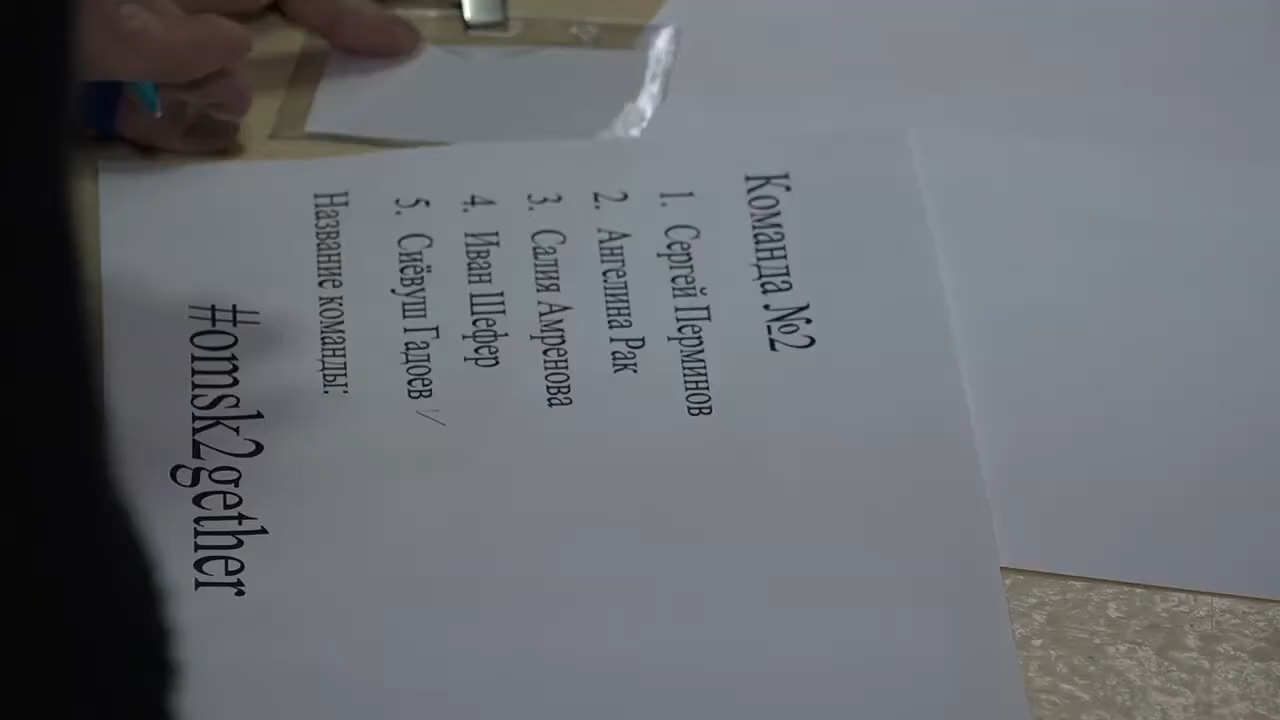 Команда №2
1. Сергей Перминов
2. Ангелина Рак
3. Салия Амренова
4. Иван Шефер
5. Сиёвуш Гадоев
Название команды:
#omsk2gether